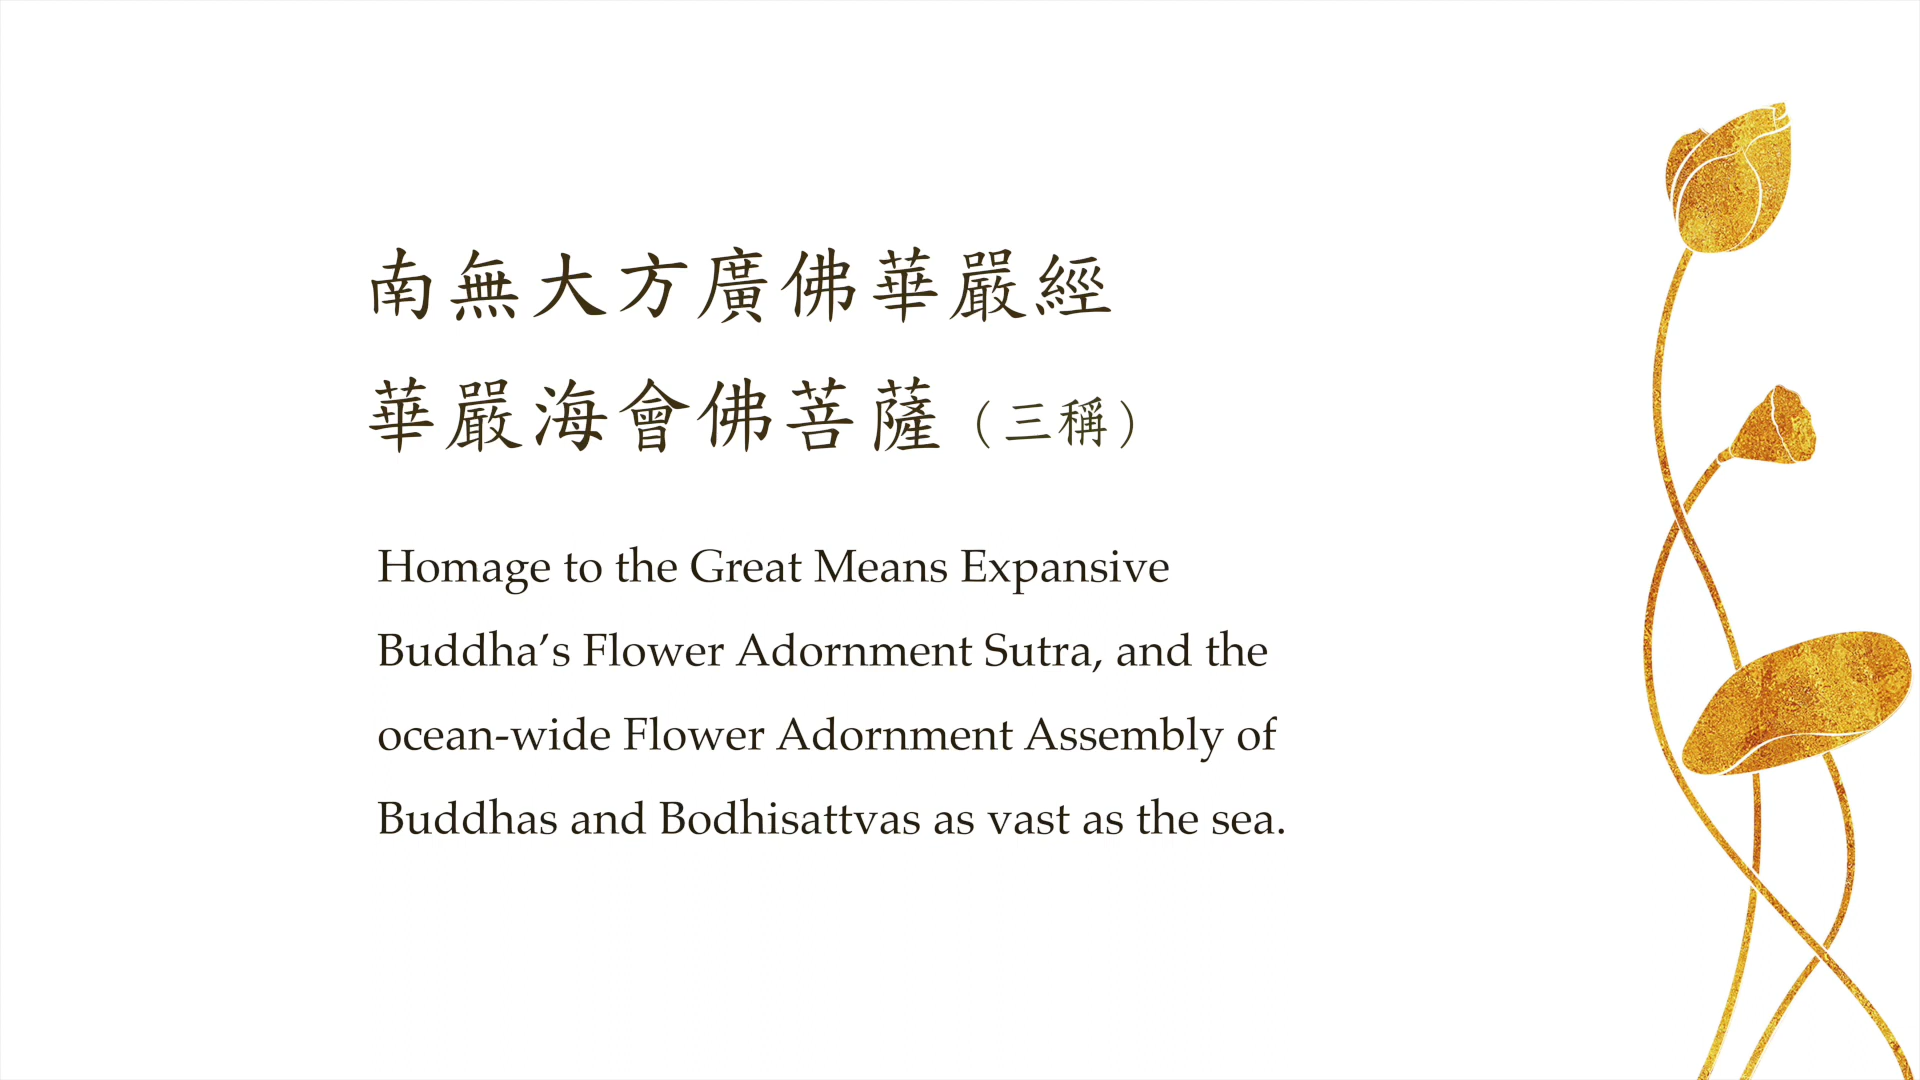 南無大方廣佛華嚴經
華嚴海會佛菩薩（三稱）
Homage to the Great Means Expansive
Buddha’s Flower Adornment Sutra, and the
ocean-wide Flower Adornment Assembly of
Buddhas and Bodhisattvas as vast as the sea.